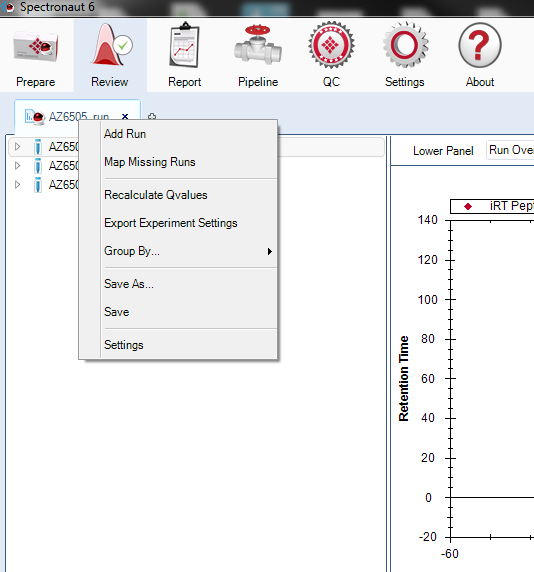 Spectronaut 6
Prepare
Review
Report
Pipeline
QC
Settings
About
AZ6505_run
Lower Panel
Run Ove
Add Run
Map Missing Runs
Recalculate Qvalues
Export Experiment Settings
Group By...
Save As...
Save
Settings
AZ650
AZ650
AZ650
iRT Pept
140
120
100
80
60
40
20
0
-20
-60
Retention Time